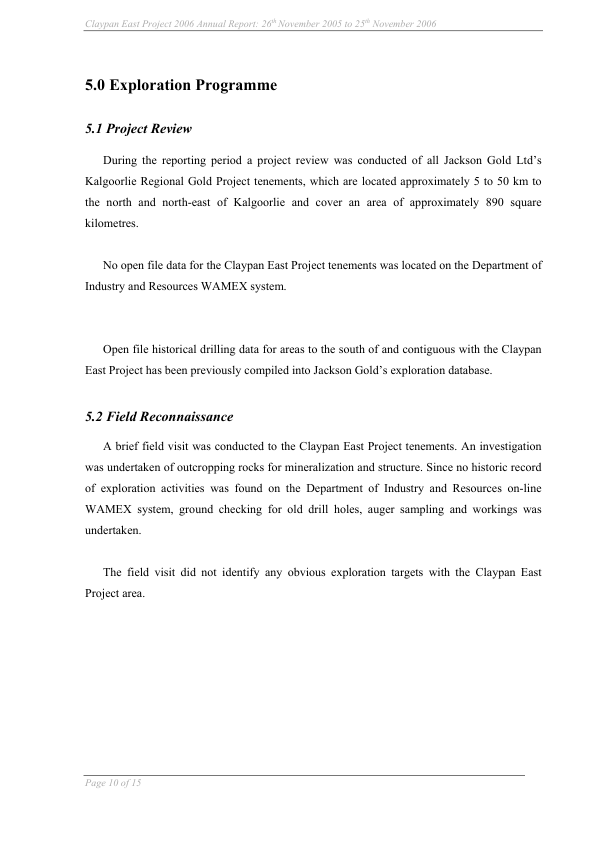 Claypan East Project 2006 Annual Report: 26th November 2005 to 25th November 2006
5.0 Exploration Programme
5.1 Project Review
During the reporting period a project review was conducted of all Jackson Gold Ltd’s
Kalgoorlie Regional Gold Project tenements, which are located approximately 5 to 50 km to
the north and north-east of Kalgoorlie and cover an area of approximately 890 square
kilometres.
No open file data for the Claypan East Project tenements was located on the Department of
Industry and Resources WAMEX system.
Open file historical drilling data for areas to the south of and contiguous with the Claypan
East Project has been previously compiled into Jackson Gold’s exploration database.
5.2 Field Reconnaissance
A brief field visit was conducted to the Claypan East Project tenements. An investigation
was undertaken of outcropping rocks for mineralization and structure. Since no historic record
of exploration activities was found on the Department of Industry and Resources on-line
WAMEX system, ground checking for old drill holes, auger sampling and workings was
undertaken.
The field visit did not identify any obvious exploration targets with the Claypan East
Project area.
Page 10 of 15